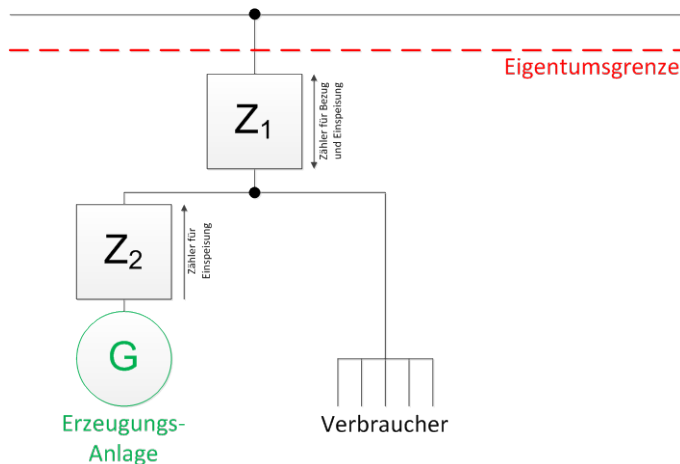 Eigentumsgrenze
Z₁
Zähler für Bezug
und Einspeisung
Z₂
Zähler für
Einspeisung
G
Erzeugungs-
Anlage
Verbraucher